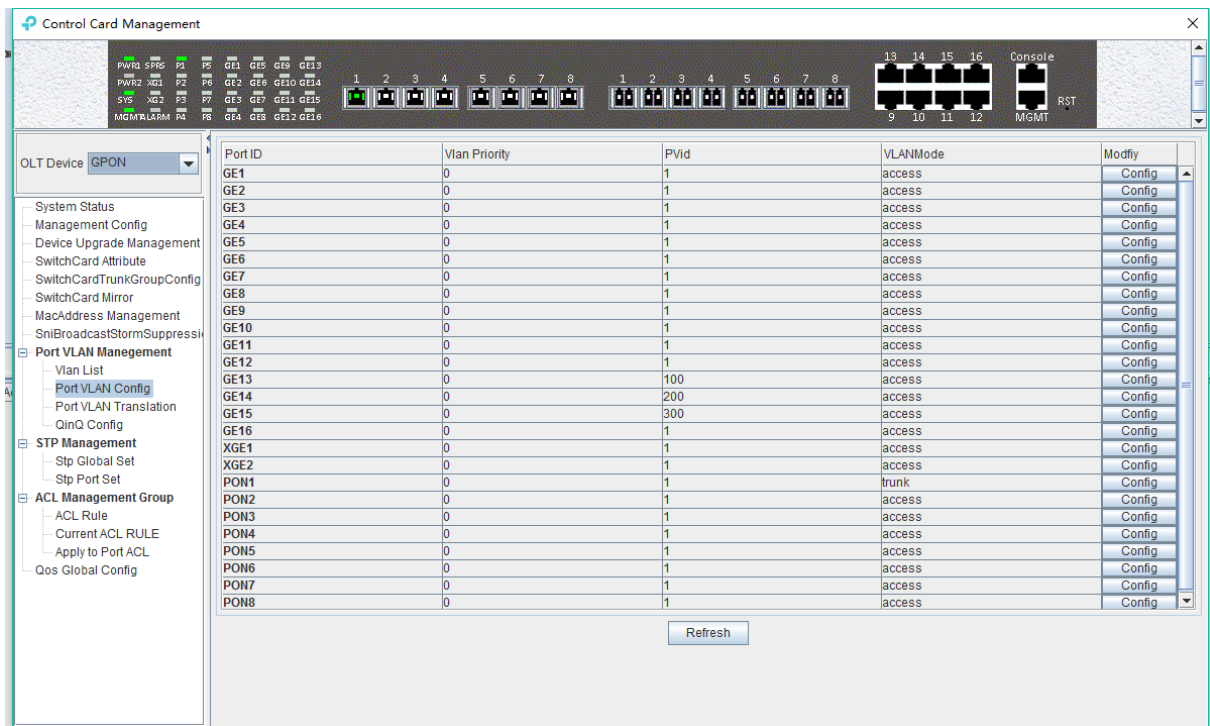 Control Card Management
PWR1 SPRS P1 P5 GE1 GE5 GE9 GE13
PWR2 XG1 P2 P6 GE2 GE6 GE10 GE14
SYS XG2 P3 P7 GE3 GE7 GE11 GE15
MGMT ALARM P4 P8 GE4 GE8 GE12 GE16
1 2 3 4 5 6 7 8 1 2 3 4 5 6 7 8
13 14 15 16 Console
9 10 11 12 MGMT
RST
OLT Device GPON
System Status
Management Config
Device Upgrade Management
SwitchCard Attribute
SwitchCardTrunkGroupConfig
SwitchCard Mirror
MacAddress Management
SniBroadcastStormSuppressi
Port VLAN Manegement
Vlan List
Port VLAN Config
Port VLAN Translation
QinQ Config
STP Management
Stp Global Set
Stp Port Set
ACL Management Group
ACL Rule
Current ACL RULE
Apply to Port ACL
Qos Global Config
Port ID Vlan Priority PVid VLANMode Modfiy
GE1 0 1 access Config
GE2 0 1 access Config
GE3 0 1 access Config
GE4 0 1 access Config
GE5 0 1 access Config
GE6 0 1 access Config
GE7 0 1 access Config
GE8 0 1 access Config
GE9 0 1 access Config
GE10 0 1 access Config
GE11 0 1 access Config
GE12 0 1 access Config
GE13 0 100 access Config
GE14 0 200 access Config
GE15 0 300 access Config
GE16 0 1 access Config
XGE1 0 1 access Config
XGE2 0 1 access Config
PON1 0 1 trunk Config
PON2 0 1 access Config
PON3 0 1 access Config
PON4 0 1 access Config
PON5 0 1 access Config
PON6 0 1 access Config
PON7 0 1 access Config
PON8 0 1 access Config
Refresh